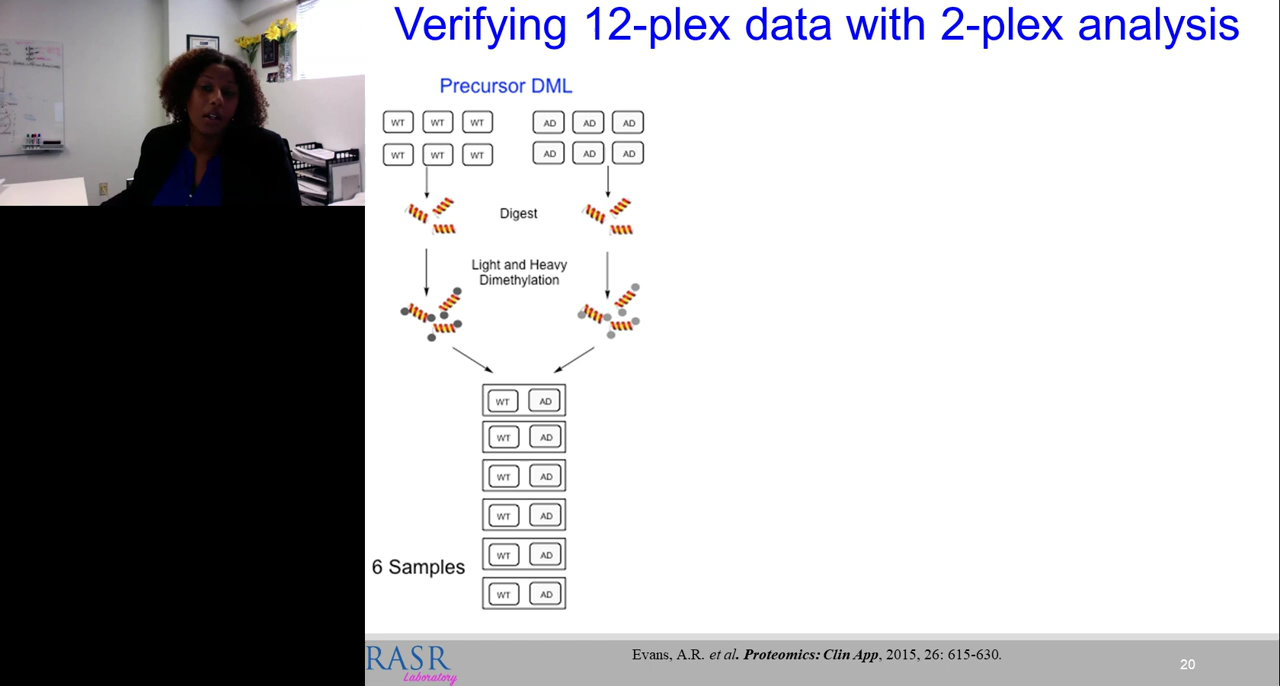 Verifying 12-plex data with 2-plex analysis
Precursor DML
WT WT WT AD AD AD
WT WT WT AD AD AD
Digest
Light and Heavy
Dimethylation
WT AD
WT AD
WT AD
WT AD
WT AD
6 Samples
WT AD
RASR
Laboratory
Evans, A.R. et al. Proteomics: Clin App, 2015, 26: 615-630.
20